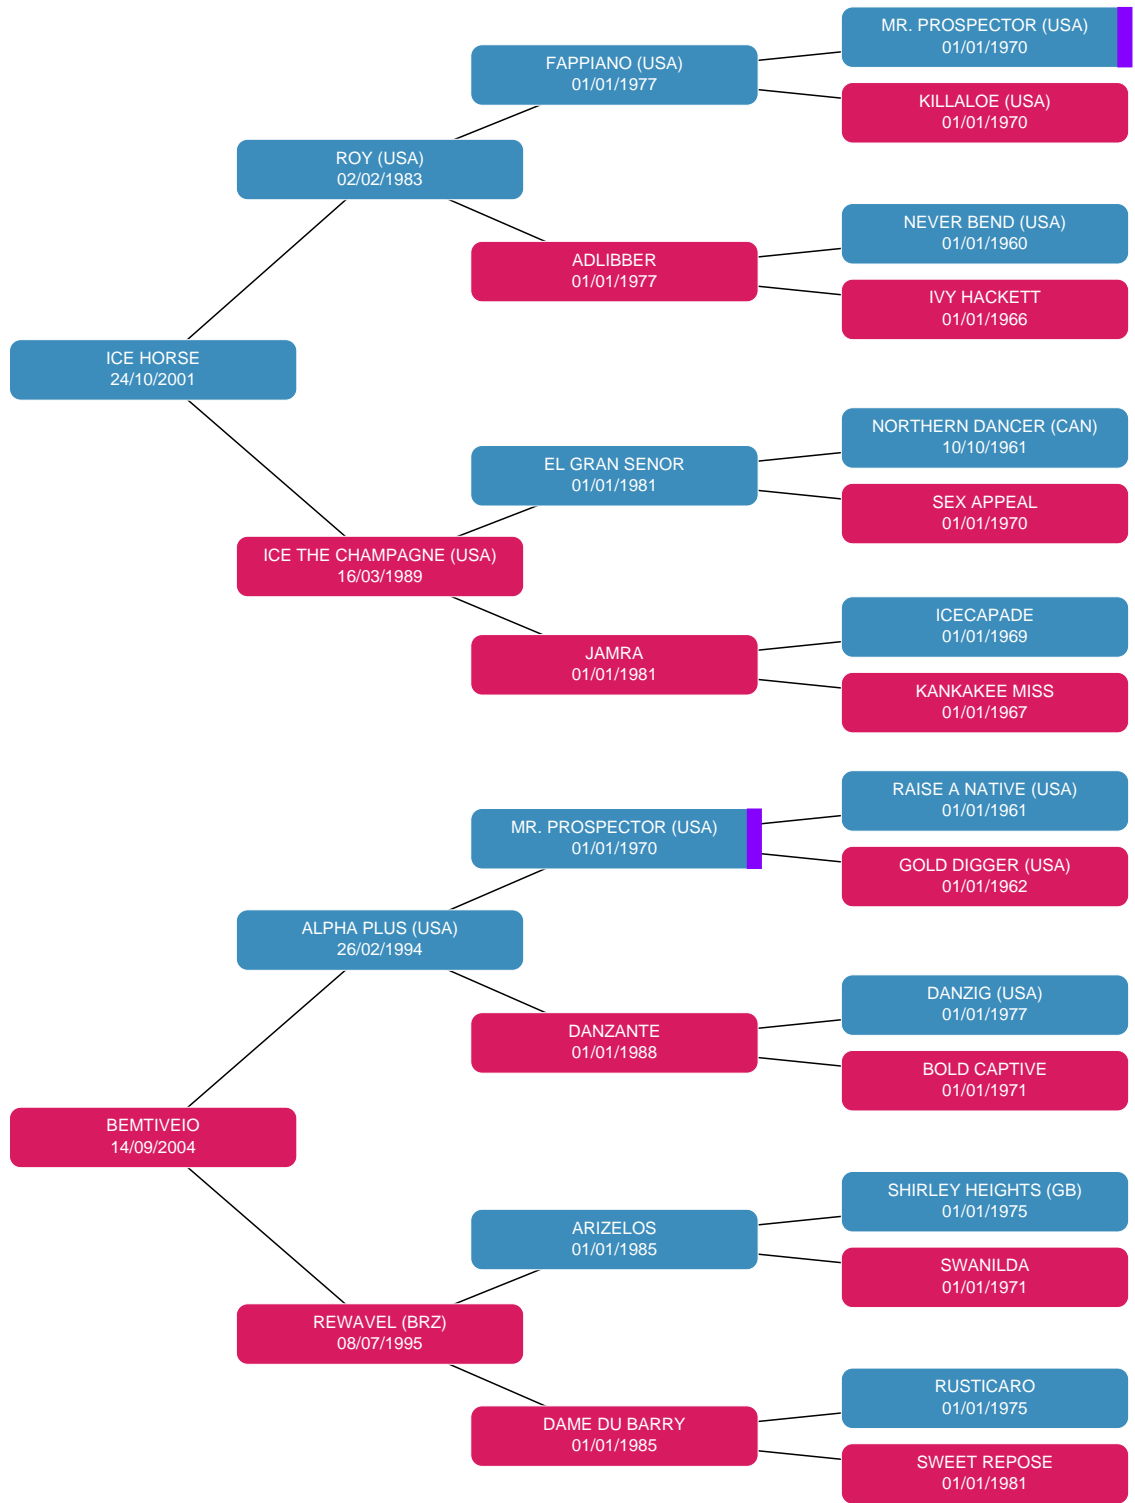 MR. PROSPECTOR (USA)
01/01/1970
FAPPIANO (USA)
01/01/1977
KILLALOE (USA)
01/01/1970
ROY (USA)
02/02/1983
NEVER BEND (USA)
01/01/1960
ADLIBBER
01/01/1977
IVY HACKETT
01/01/1966
ICE HORSE
24/10/2001
NORTHERN DANCER (CAN)
10/10/1961
EL GRAN SENOR
01/01/1981
SEX APPEAL
01/01/1970
ICE THE CHAMPAGNE (USA)
16/03/1989
ICECAPADE
01/01/1969
JAMRA
01/01/1981
KANKAKEE MISS
01/01/1967
RAISE A NATIVE (USA)
01/01/1961
MR. PROSPECTOR (USA)
01/01/1970
GOLD DIGGER (USA)
01/01/1962
ALPHA PLUS (USA)
26/02/1994
DANZIG (USA)
01/01/1977
DANZANTE
01/01/1988
BOLD CAPTIVE
01/01/1971
BEMTIVEIO
14/09/2004
SHIRLEY HEIGHTS (GB)
01/01/1975
ARIZELOS
01/01/1985
SWANILDA
01/01/1971
REWAVEL (BRZ)
08/07/1995
RUSTICARO
01/01/1975
DAME DU BARRY
01/01/1985
SWEET REPOSE
01/01/1981